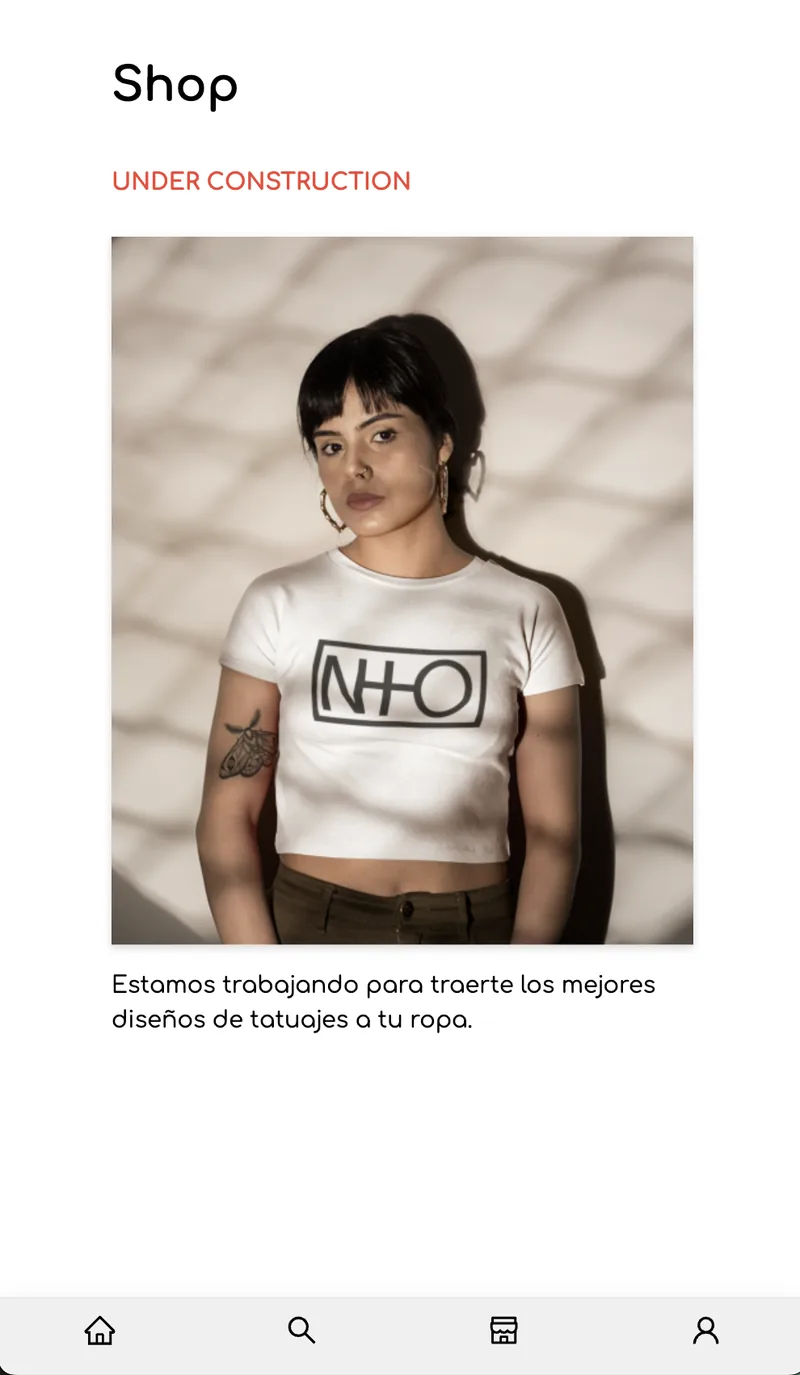 Shop
UNDER CONSTRUCTION
NHO
Estamos trabajando para traerte los mejores
diseños de tatuajes a tu ropa.